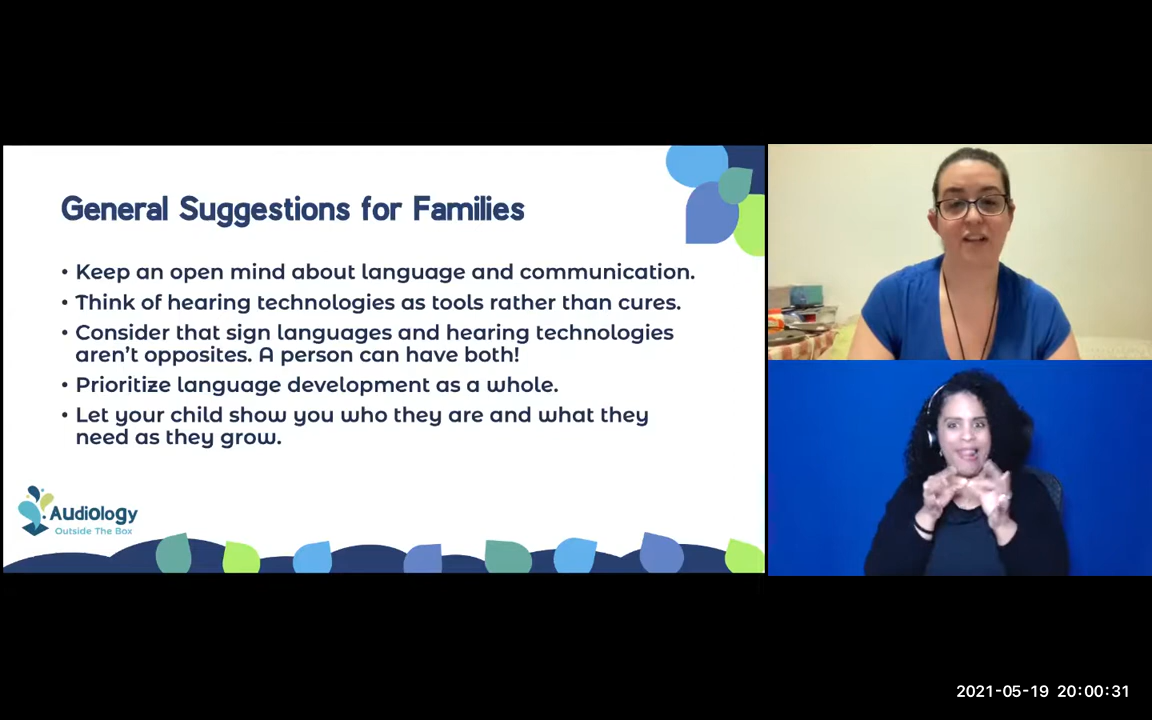 General Suggestions for Families
• Keep an open mind about language and communication.
• Think of hearing technologies as tools rather than cures.
• Consider that sign languages and hearing technologies
aren't opposites. A person can have both!
• Prioritize language development as a whole.
• Let your child show you who they are and what they
need as they grow.
AudiOlogy
Outside The Box
2021-05-19 20:00:31